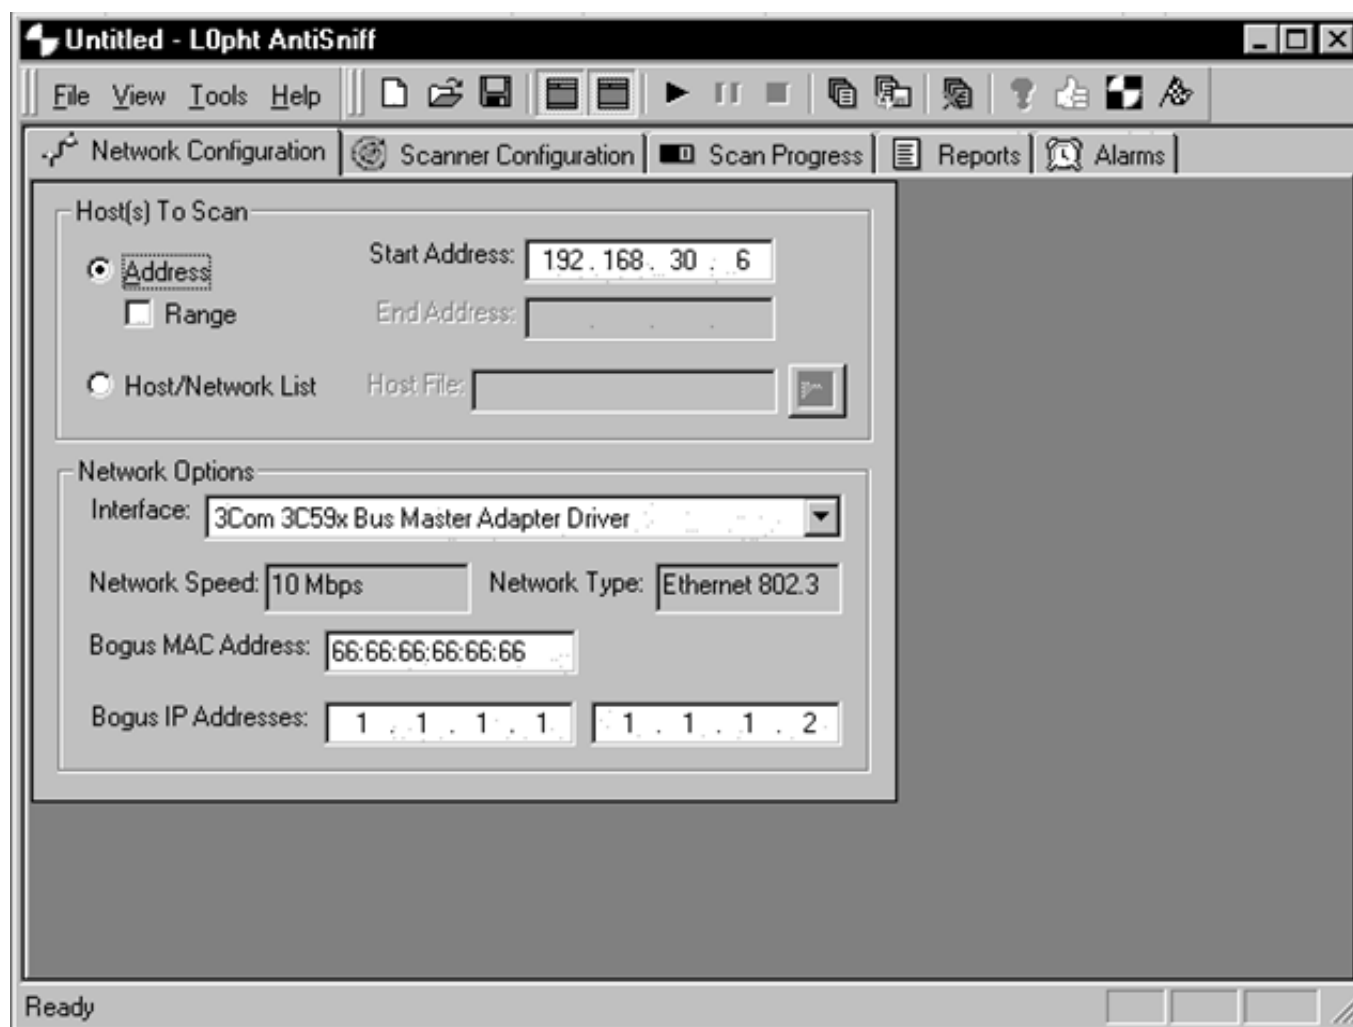 Untitled - L0pht AntiSniff
File View Tools Help
Network Configuration Scanner Configuration Scan Progress Reports Alarms
Host(s) To Scan
Address Start Address: 192 . 168 . 30 . 6
Range End Address: . . .
Host/Network List Host File:
Network Options
Interface: 3Com 3C59x Bus Master Adapter Driver
Network Speed: 10 Mbps Network Type: Ethernet 802.3
Bogus MAC Address: 66:66:66:66:66:66
Bogus IP Addresses: 1 . 1 . 1 . 1 1 . 1 . 1 . 2
Ready